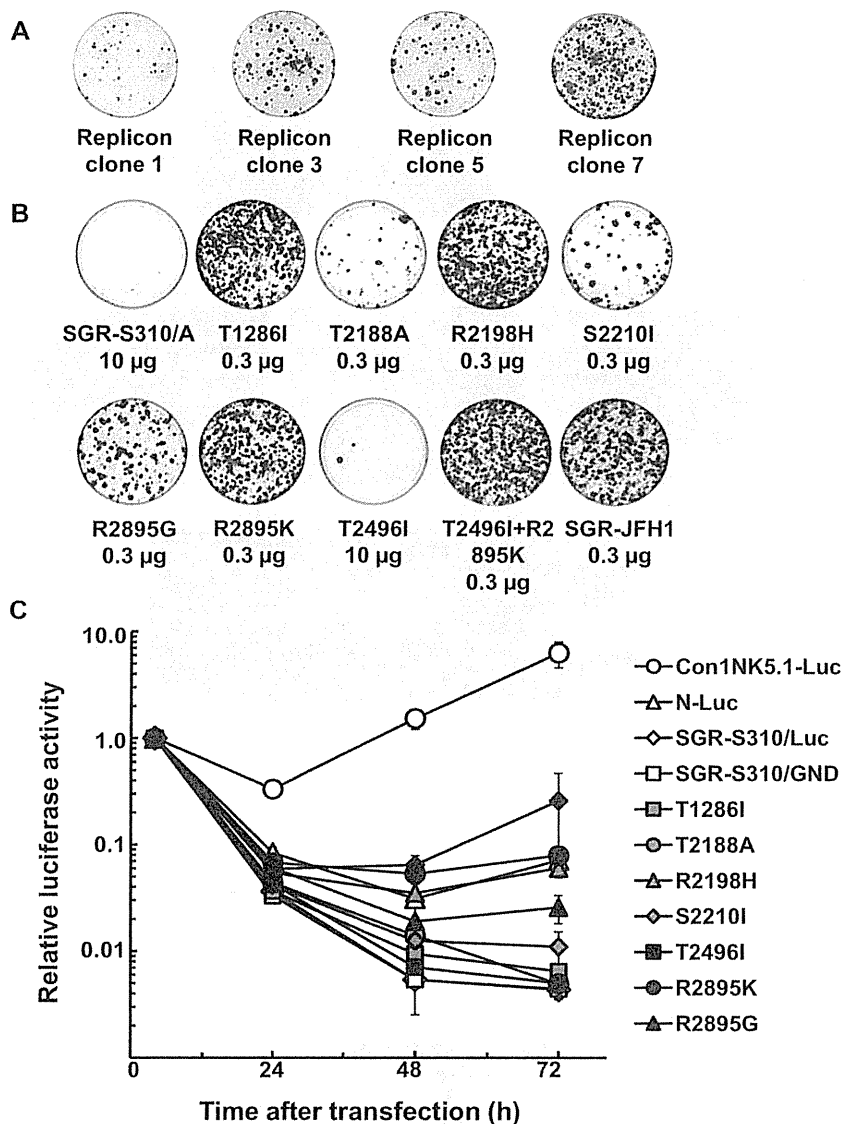 A
Replicon clone 1
Replicon clone 3
Replicon clone 5
Replicon clone 7
B
SGR-S310/A
10 µg
T1286I
0.3 µg
T2188A
0.3 µg
R2198H
0.3 µg
S2210I
0.3 µg
R2895G
0.3 µg
R2895K
0.3 µg
T2496I
10 µg
T2496I+R2
895K
0.3 µg
SGR-JFH1
0.3 µg
C
Relative luciferase activity
10.0
1.0
0.1
0.01
0
24
48
72
Time after transfection (h)
Con1NK5.1-Luc
N-Luc
SGR-S310/Luc
SGR-S310/GND
T1286I
T2188A
R2198H
S2210I
T2496I
R2895K
R2895G